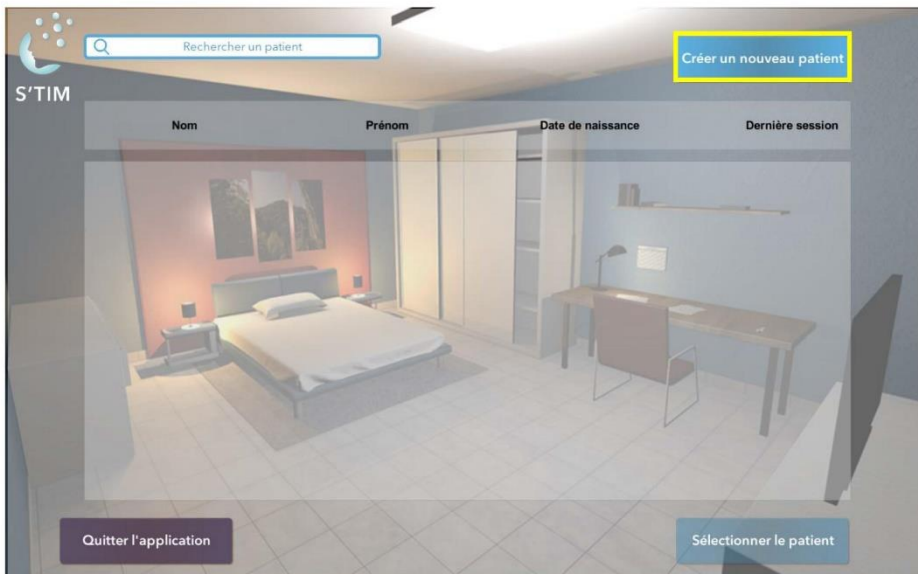 Rechercher un patient
Créer un nouveau patient
S'TIM
Nom Prénom Date de naissance Dernière session
Quitter l'application Sélectionner le patient